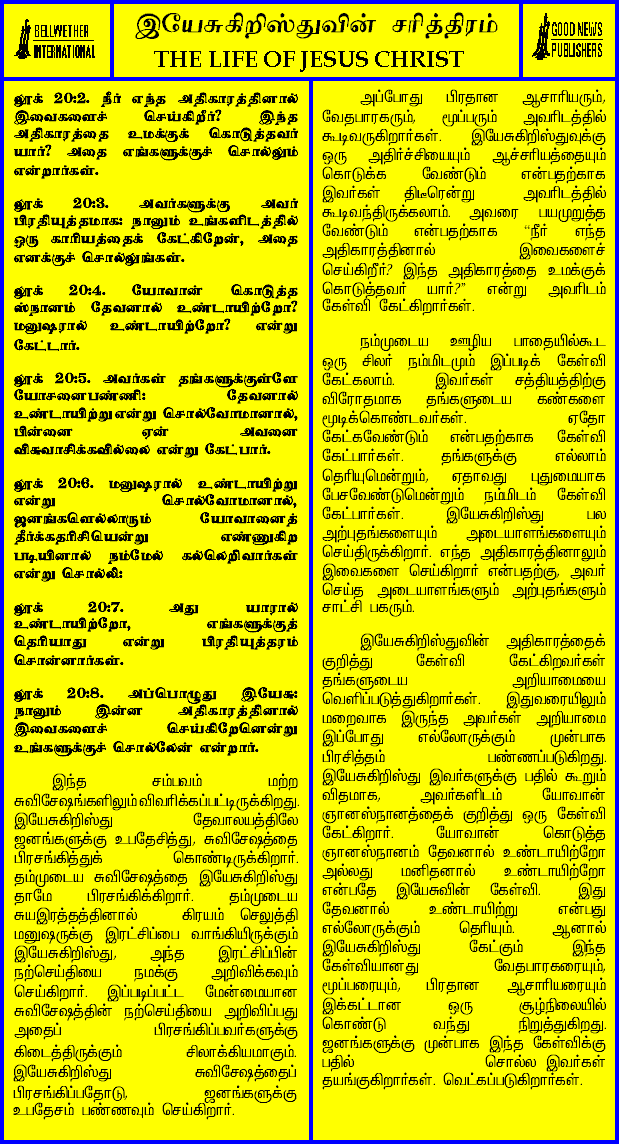 BELLWETHER
INTERNATIONAL
இயேசுகிறிஸ்துவின் சரித்திரம்
THE LIFE OF JESUS CHRIST
GOOD NEWS
PUBLISHERS
லூக் 20:2. நீர் எந்த அதிகாரத்தினால்
இவைகளைச் செய்கிறீர்? இந்த
அதிகாரத்தை உமக்குக் கொடுத்தவர்
யார்? அதை எங்களுக்குச் சொல்லும்
என்றார்கள்.
லூக் 20:3. அவர்களுக்கு அவர்
பிரதியுத்தமாக: நானும் உங்களிடத்தில்
ஒரு காரியத்தைக் கேட்கிறேன், அதை
எனக்குச் சொல்லுங்கள்.
லூக் 20:4. யோவான் கொடுத்த
ஸ்நானம் தேவனால் உண்டாயிற்றோ?
மனுஷரால் உண்டாயிற்றோ? என்று
கேட்டார்.
லூக் 20:5. அவர்கள் தங்களுக்குள்ளே
யோசனைபண்ணி: தேவனால்
உண்டாயிற்று என்று சொல்வோமானால்,
பின்னை ஏன் அவனை
விசுவாசிக்கவில்லை என்று கேட்பார்.
லூக் 20:6. மனுஷரால் உண்டாயிற்று
என்று சொல்வோமானால்,
ஜனங்களெல்லாரும் யோவானைத்
தீர்க்கதரிசியென்று எண்ணுகிற
படியினால் நம்மேல் கல்லெறிவார்கள்
என்று சொல்லி:
லூக் 20:7. அது யாரால்
உண்டாயிற்றோ, எங்களுக்குத்
தெரியாது என்று பிரதியுத்தரம்
சொன்னார்கள்.
லூக் 20:8. அப்பொழுது இயேசு:
நானும் இன்ன அதிகாரத்தினால்
இவைகளைச் செய்கிறேனென்று
உங்களுக்குச் சொல்லேன் என்றார்.
இந்த சம்பவம் மற்ற
சுவிசேஷங்களிலும் விவரிக்கப்பட்டிருக்கிறது.
இயேசுகிறிஸ்து தேவாலயத்திலே
ஜனங்களுக்கு உபதேசித்து, சுவிசேஷத்தை
பிரசங்கித்துக் கொண்டிருக்கிறார்.
தம்முடைய சுவிசேஷத்தை இயேசுகிறிஸ்து
தாமே பிரசங்கிக்கிறார். தம்முடைய
சுயஇரத்தத்தினால் கிரயம் செலுத்தி
மனுஷருக்கு இரட்சிப்பை வாங்கியிருக்கும்
இயேசுகிறிஸ்து, அந்த இரட்சிப்பின்
நற்செய்தியை நமக்கு அறிவிக்கவும்
செய்கிறார். இப்படிப்பட்ட மேன்மையான
சுவிசேஷத்தின் நற்செய்தியை அறிவிப்பது
அதைப் பிரசங்கிப்பவர்களுக்கு
கிடைத்திருக்கும் சிலாக்கியமாகும்.
இயேசுகிறிஸ்து சுவிசேஷத்தைப்
பிரசங்கிப்பதோடு, ஜனங்களுக்கு
உபதேசம் பண்ணவும் செய்கிறார்.
அப்போது பிரதான ஆசாரியரும்,
வேதபாரகரும், மூப்பரும் அவரிடத்தில்
கூடிவருகிறார்கள். இயேசுகிறிஸ்துவுக்கு
ஒரு அதிர்ச்சியையும் ஆச்சரியத்தையும்
கொடுக்க வேண்டும் என்பதற்காக
இவர்கள் திடீரென்று அவரிடத்தில்
கூடிவந்திருக்கலாம். அவரை பயமுறுத்த
வேண்டும் என்பதற்காக “நீர் எந்த
அதிகாரத்தினால் இவைகளைச்
செய்கிறீர்? இந்த அதிகாரத்தை உமக்குக்
கொடுத்தவர் யார்?” என்று அவரிடம்
கேள்வி கேட்கிறார்கள்.
நம்முடைய ஊழிய பாதையில்கூட
ஒரு சிலர் நம்மிடமும் இப்படிக் கேள்வி
கேட்கலாம். இவர்கள் சத்தியத்திற்கு
விரோதமாக தங்களுடைய கண்களை
மூடிக்கொண்டவர்கள். ஏதோ
கேட்கவேண்டும் என்பதற்காக கேள்வி
கேட்பார்கள். தங்களுக்கு எல்லாம்
தெரியுமென்றும், ஏதாவது புதுமையாக
பேசவேண்டுமென்றும் நம்மிடம் கேள்வி
கேட்பார்கள். இயேசுகிறிஸ்து பல
அற்புதங்களையும் அடையாளங்களையும்
செய்திருக்கிறார். எந்த அதிகாரத்தினாலும்
இவைகளை செய்கிறார் என்பதற்கு, அவர்
செய்த அடையாளங்களும் அற்புதங்களும்
சாட்சி பகரும்.
இயேசுகிறிஸ்துவின் அதிகாரத்தைக்
குறித்து கேள்வி கேட்கிறவர்கள்
தங்களுடைய அறியாமையை
வெளிப்படுத்துகிறார்கள். இதுவரையிலும்
மறைவாக இருந்த அவர்கள் அறியாமை
இப்போது எல்லோருக்கும் முன்பாக
பிரசித்தம் பண்ணப்படுகிறது.
இயேசுகிறிஸ்து இவர்களுக்கு பதில் கூறும்
விதமாக, அவர்களிடம் யோவான்
ஞானஸ்நானத்தைக் குறித்து ஒரு கேள்வி
கேட்கிறார். யோவான் கொடுத்த
ஞானஸ்நானம் தேவனால் உண்டாயிற்றோ
அல்லது மனிதனால் உண்டாயிற்றோ
என்பதே இயேசுவின் கேள்வி. இது
தேவனால் உண்டாயிற்று என்பது
எல்லோருக்கும் தெரியும். ஆனால்
இயேசுகிறிஸ்து கேட்கும் இந்த
கேள்வியானது வேதபாரகரையும்,
மூப்பரையும், பிரதான ஆசாரியரையும்
இக்கட்டான ஒரு சூழ்நிலையில்
கொண்டு வந்து நிறுத்துகிறது.
ஜனங்களுக்கு முன்பாக இந்த கேள்விக்கு
பதில் சொல்ல இவர்கள்
தயங்குகிறார்கள். வெட்கப்படுகிறார்கள்.